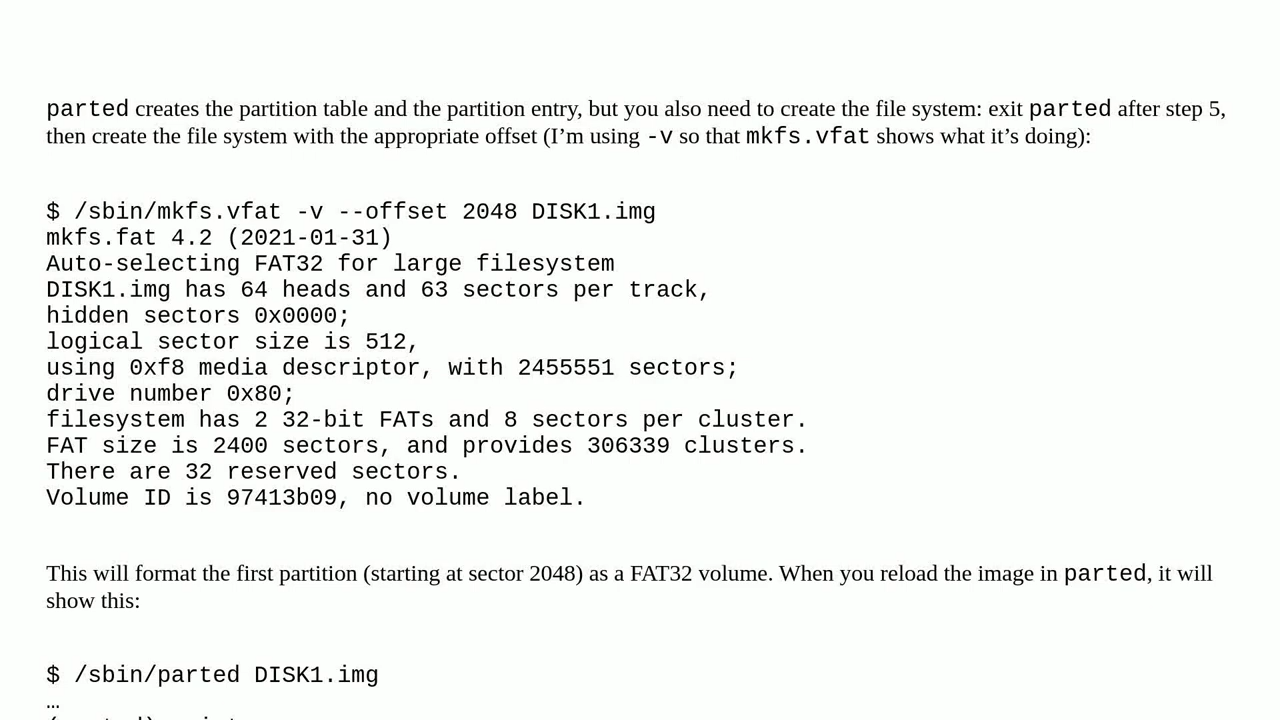 parted creates the partition table and the partition entry, but you also need to create the file system: exit parted after step 5,
then create the file system with the appropriate offset (I’m using -v so that mkfs.vfat shows what it’s doing):
$ /sbin/mkfs.vfat -v --offset 2048 DISK1.img
mkfs.fat 4.2 (2021-01-31)
Auto-selecting FAT32 for large filesystem
DISK1.img has 64 heads and 63 sectors per track,
hidden sectors 0x0000;
logical sector size is 512,
using 0xf8 media descriptor, with 2455551 sectors;
drive number 0x80;
filesystem has 2 32-bit FATs and 8 sectors per cluster.
FAT size is 2400 sectors, and provides 306339 clusters.
There are 32 reserved sectors.
Volume ID is 97413b09, no volume label.
This will format the first partition (starting at sector 2048) as a FAT32 volume. When you reload the image in parted, it will
show this:
$ /sbin/parted DISK1.img
…